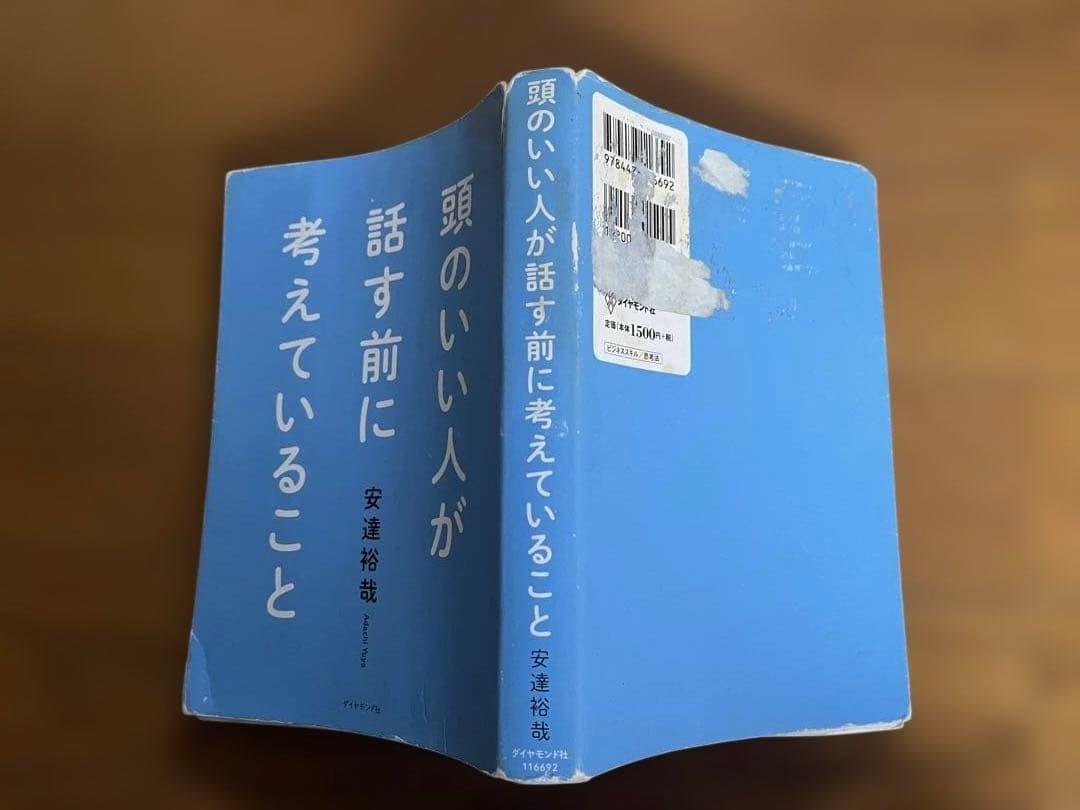 頭のいい人が
話す前に
考えていること
安達裕哉
Adachi Yuya
ダイヤモンド社
頭のいい人が話す前に考えていること
安達裕哉
ダイヤモンド社
116692
ダイヤモンド社
定価(本体1500円+税)
ビジネススキル/思考法